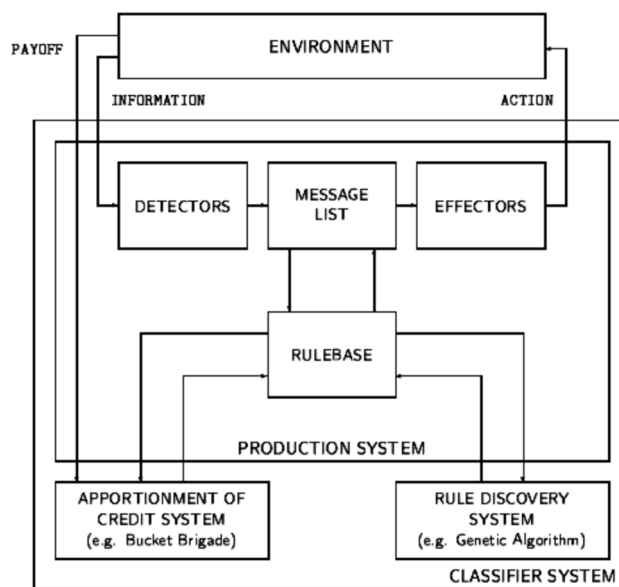 ENVIRONMENT
PAYOFF
INFORMATION
ACTION
DETECTORS
MESSAGE
LIST
EFFECTORS
RULEBASE
PRODUCTION SYSTEM
APPORTIONMENT OF
CREDIT SYSTEM
(e.g. Bucket Brigade)
RULE DISCOVERY
SYSTEM
(e.g. Genetic Algorithm)
CLASSIFIER SYSTEM